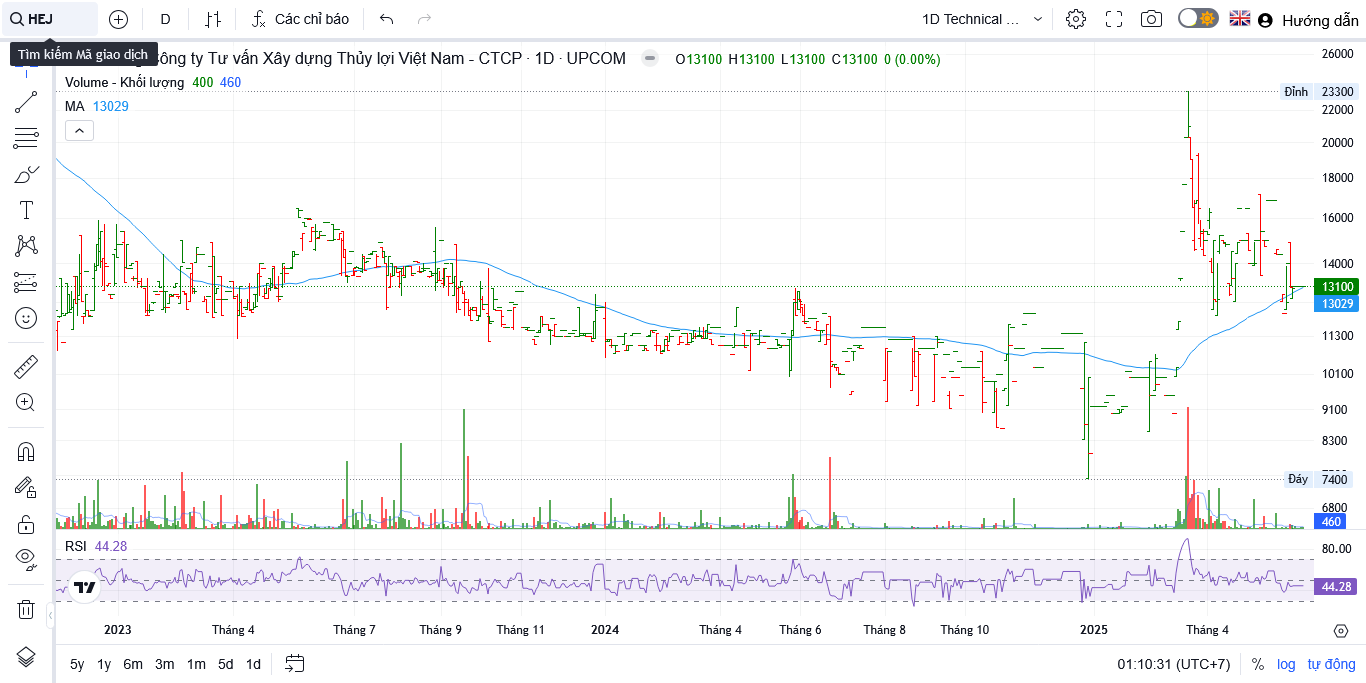 HEJ
D
Các chỉ báo
1D Technical ...
Hướng dẫn
Tìm kiếm Mã giao dịch
Công ty Tư vấn Xây dựng Thủy lợi Việt Nam - CTCP · 1D · UPCOM
O13100 H13100 L13100 C13100 0 (0.00%)
Volume - Khối lượng 400 460
MA 13029
26000
Đỉnh 23300
22000
20000
18000
16000
14000
13100
13029
11300
10100
9100
8300
Đáy 7400
6800
460
RSI 44.28
80.00
44.28
2023
Tháng 4
Tháng 7
Tháng 9
Tháng 11
2024
Tháng 4
Tháng 6
Tháng 8
Tháng 10
2025
Tháng 4
5y 1y 6m 3m 1m 5d 1d
01:10:31 (UTC+7)
% log tự động